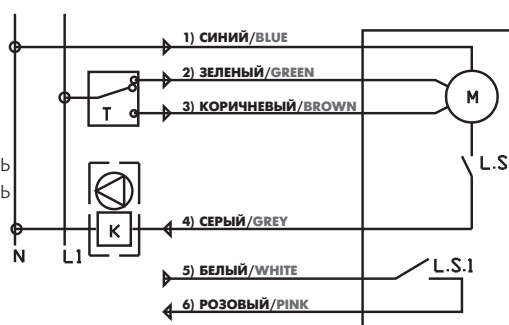 1) СИНИЙ/BLUE
2) ЗЕЛЕНЫЙ/GREEN
3) КОРИЧНЕВЫЙ/BROWN
T
M
Ь
Ь
L.S
K
4) СЕРЫЙ/GREY
N L1
5) БЕЛЫЙ/WHITE
L.S.1
6) РОЗОВЫЙ/PINK